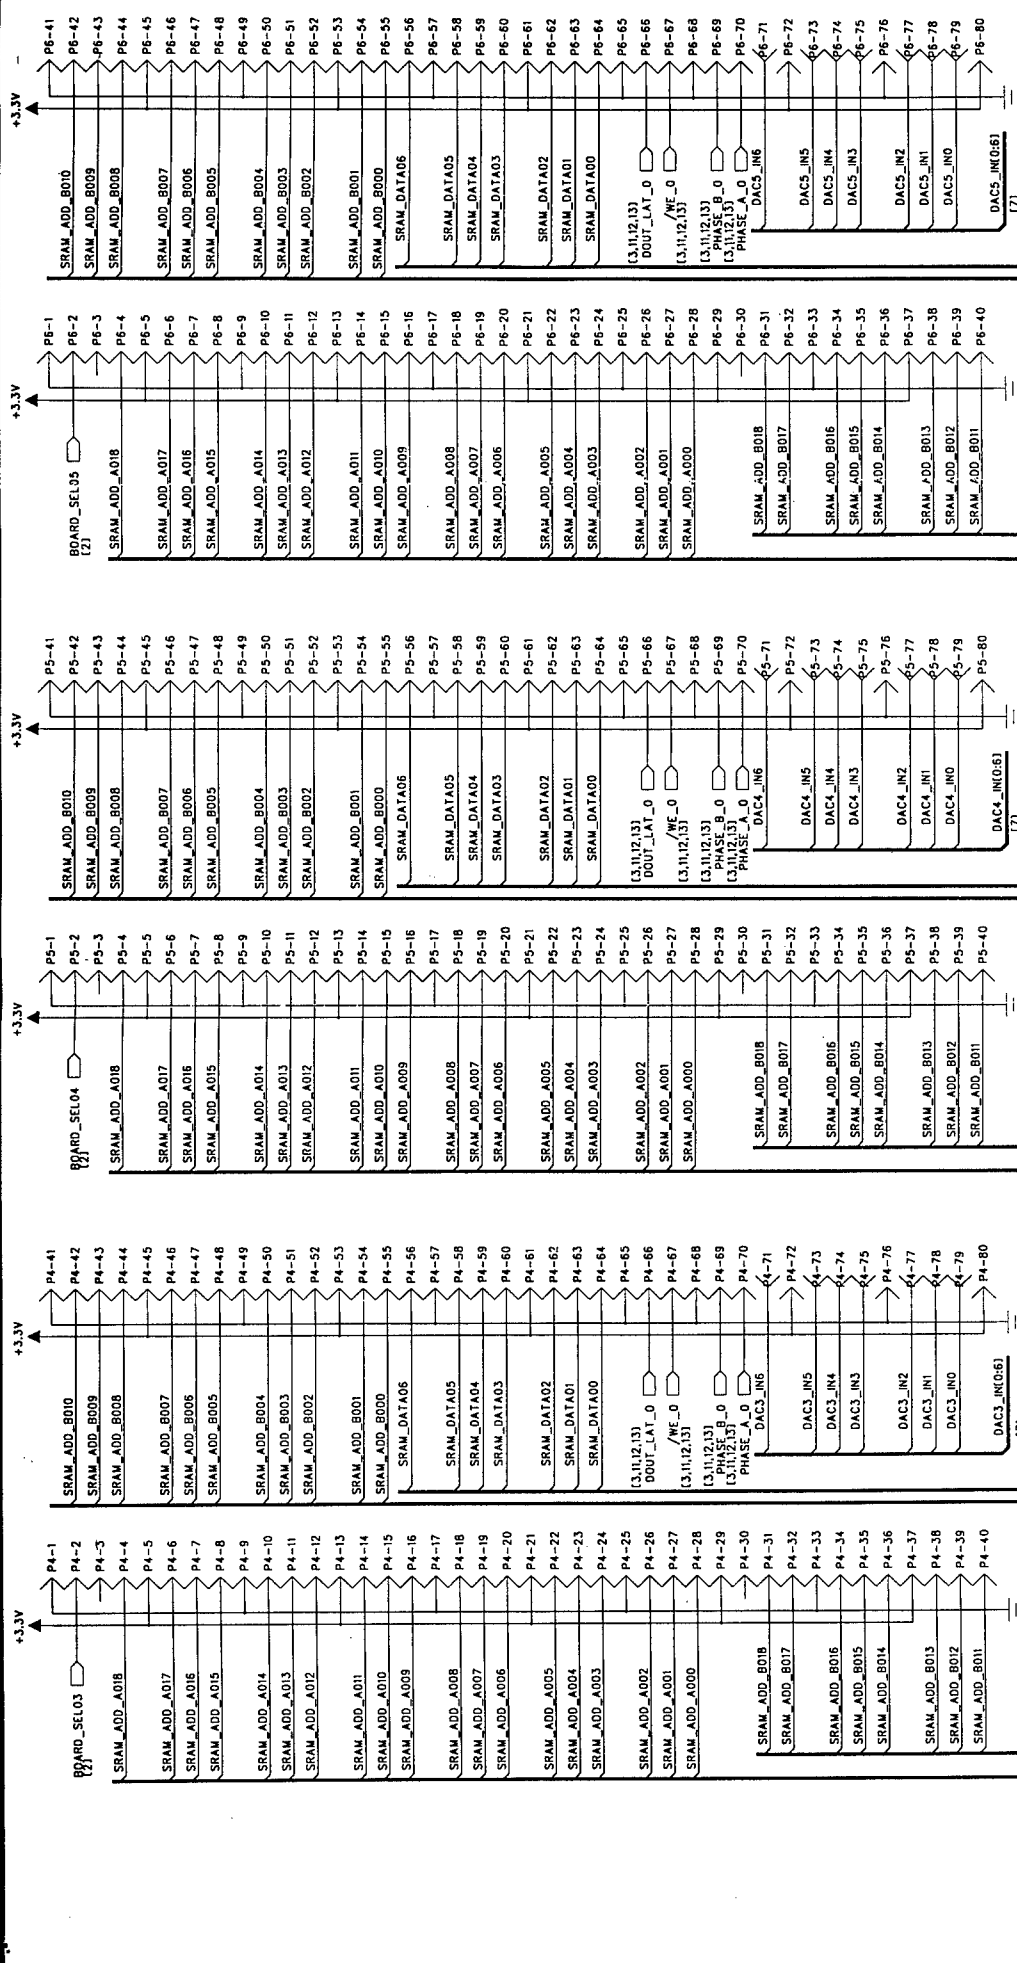 +3.3V
P4-1
BOARD_SEL03 P4-2
[2]
P4-3
SRAM_ADD_A018 P4-4
P4-5
SRAM_ADD_A017 P4-6
SRAM_ADD_A016 P4-7
SRAM_ADD_A015 P4-8
P4-9
SRAM_ADD_A014 P4-10
SRAM_ADD_A013 P4-11
SRAM_ADD_A012 P4-12
P4-13
SRAM_ADD_A011 P4-14
SRAM_ADD_A010 P4-15
SRAM_ADD_A009 P4-16
P4-17
SRAM_ADD_A008 P4-18
SRAM_ADD_A007 P4-19
SRAM_ADD_A006 P4-20
P4-21
SRAM_ADD_A005 P4-22
SRAM_ADD_A004 P4-23
SRAM_ADD_A003 P4-24
P4-25
SRAM_ADD_A002 P4-26
SRAM_ADD_A001 P4-27
SRAM_ADD_A000 P4-28
P4-29
P4-30
SRAM_ADD_B018 P4-31
SRAM_ADD_B017 P4-32
P4-33
SRAM_ADD_B016 P4-34
SRAM_ADD_B015 P4-35
SRAM_ADD_B014 P4-36
P4-37
SRAM_ADD_B013 P4-38
SRAM_ADD_B012 P4-39
SRAM_ADD_B011 P4-40
+3.3V
P4-41
SRAM_ADD_B010 P4-42
SRAM_ADD_B009 P4-43
SRAM_ADD_B008 P4-44
P4-45
SRAM_ADD_B007 P4-46
SRAM_ADD_B006 P4-47
SRAM_ADD_B005 P4-48
P4-49
SRAM_ADD_B004 P4-50
SRAM_ADD_B003 P4-51
SRAM_ADD_B002 P4-52
P4-53
SRAM_ADD_B001 P4-54
SRAM_ADD_B000 P4-55
SRAM_DATA06 P4-56
P4-57
SRAM_DATA05 P4-58
SRAM_DATA04 P4-59
SRAM_DATA03 P4-60
P4-61
SRAM_DATA02 P4-62
SRAM_DATA01 P4-63
SRAM_DATA00 P4-64
P4-65
[3,11,12,13]
DOUT_LAT_0 P4-66
/WE_0 P4-67
[3,11,12,13]
P4-68
[3,11,12,13]
PHASE_B_0 P4-69
[3,11,12,13]
PHASE_A_0 P4-70
DAC3_IN6 P4-71
P4-72
DAC3_IN5 P4-73
DAC3_IN4 P4-74
DAC3_IN3 P4-75
P4-76
DAC3_IN2 P4-77
DAC3_IN1 P4-78
DAC3_IN0 P4-79
P4-80
DAC3_IN[0:6]
+3.3V
P5-1
BOARD_SEL04 P5-2
[2]
P5-3
SRAM_ADD_A018 P5-4
P5-5
SRAM_ADD_A017 P5-6
SRAM_ADD_A016 P5-7
SRAM_ADD_A015 P5-8
P5-9
SRAM_ADD_A014 P5-10
SRAM_ADD_A013 P5-11
SRAM_ADD_A012 P5-12
P5-13
SRAM_ADD_A011 P5-14
SRAM_ADD_A010 P5-15
SRAM_ADD_A009 P5-16
P5-17
SRAM_ADD_A008 P5-18
SRAM_ADD_A007 P5-19
SRAM_ADD_A006 P5-20
P5-21
SRAM_ADD_A005 P5-22
SRAM_ADD_A004 P5-23
SRAM_ADD_A003 P5-24
P5-25
SRAM_ADD_A002 P5-26
SRAM_ADD_A001 P5-27
SRAM_ADD_A000 P5-28
P5-29
P5-30
SRAM_ADD_B018 P5-31
SRAM_ADD_B017 P5-32
P5-33
SRAM_ADD_B016 P5-34
SRAM_ADD_B015 P5-35
SRAM_ADD_B014 P5-36
P5-37
SRAM_ADD_B013 P5-38
SRAM_ADD_B012 P5-39
SRAM_ADD_B011 P5-40
+3.3V
P5-41
SRAM_ADD_B010 P5-42
SRAM_ADD_B009 P5-43
SRAM_ADD_B008 P5-44
P5-45
SRAM_ADD_B007 P5-46
SRAM_ADD_B006 P5-47
SRAM_ADD_B005 P5-48
P5-49
SRAM_ADD_B004 P5-50
SRAM_ADD_B003 P5-51
SRAM_ADD_B002 P5-52
P5-53
SRAM_ADD_B001 P5-54
SRAM_ADD_B000 P5-55
SRAM_DATA06 P5-56
P5-57
SRAM_DATA05 P5-58
SRAM_DATA04 P5-59
SRAM_DATA03 P5-60
P5-61
SRAM_DATA02 P5-62
SRAM_DATA01 P5-63
SRAM_DATA00 P5-64
P5-65
[3,11,12,13]
DOUT_LAT_0 P5-66
/WE_0 P5-67
[3,11,12,13]
P5-68
[3,11,12,13]
PHASE_B_0 P5-69
[3,11,12,13]
PHASE_A_0 P5-70
DAC4_IN6 P5-71
P5-72
DAC4_IN5 P5-73
DAC4_IN4 P5-74
DAC4_IN3 P5-75
P5-76
DAC4_IN2 P5-77
DAC4_IN1 P5-78
DAC4_IN0 P5-79
P5-80
DAC4_IN[0:6]
[7]
+3.3V
P6-1
BOARD_SEL05 P6-2
[2]
P6-3
SRAM_ADD_A018 P6-4
P6-5
SRAM_ADD_A017 P6-6
SRAM_ADD_A016 P6-7
SRAM_ADD_A015 P6-8
P6-9
SRAM_ADD_A014 P6-10
SRAM_ADD_A013 P6-11
SRAM_ADD_A012 P6-12
P6-13
SRAM_ADD_A011 P6-14
SRAM_ADD_A010 P6-15
SRAM_ADD_A009 P6-16
P6-17
SRAM_ADD_A008 P6-18
SRAM_ADD_A007 P6-19
SRAM_ADD_A006 P6-20
P6-21
SRAM_ADD_A005 P6-22
SRAM_ADD_A004 P6-23
SRAM_ADD_A003 P6-24
P6-25
SRAM_ADD_A002 P6-26
SRAM_ADD_A001 P6-27
SRAM_ADD_A000 P6-28
P6-29
P6-30
SRAM_ADD_B018 P6-31
SRAM_ADD_B017 P6-32
P6-33
SRAM_ADD_B016 P6-34
SRAM_ADD_B015 P6-35
SRAM_ADD_B014 P6-36
P6-37
SRAM_ADD_B013 P6-38
SRAM_ADD_B012 P6-39
SRAM_ADD_B011 P6-40
+3.3V
P6-41
SRAM_ADD_B010 P6-42
SRAM_ADD_B009 P6-43
SRAM_ADD_B008 P6-44
P6-45
SRAM_ADD_B007 P6-46
SRAM_ADD_B006 P6-47
SRAM_ADD_B005 P6-48
P6-49
SRAM_ADD_B004 P6-50
SRAM_ADD_B003 P6-51
SRAM_ADD_B002 P6-52
P6-53
SRAM_ADD_B001 P6-54
SRAM_ADD_B000 P6-55
SRAM_DATA06 P6-56
P6-57
SRAM_DATA05 P6-58
SRAM_DATA04 P6-59
SRAM_DATA03 P6-60
P6-61
SRAM_DATA02 P6-62
SRAM_DATA01 P6-63
SRAM_DATA00 P6-64
P6-65
[3,11,12,13]
DOUT_LAT_0 P6-66
/WE_0 P6-67
[3,11,12,13]
P6-68
[3,11,12,13]
PHASE_B_0 P6-69
[3,11,12,13]
PHASE_A_0 P6-70
DAC5_IN6 P6-71
P6-72
DAC5_IN5 P6-73
DAC5_IN4 P6-74
DAC5_IN3 P6-75
P6-76
DAC5_IN2 P6-77
DAC5_IN1 P6-78
DAC5_IN0 P6-79
P6-80
DAC5_IN[0:6]
[7]